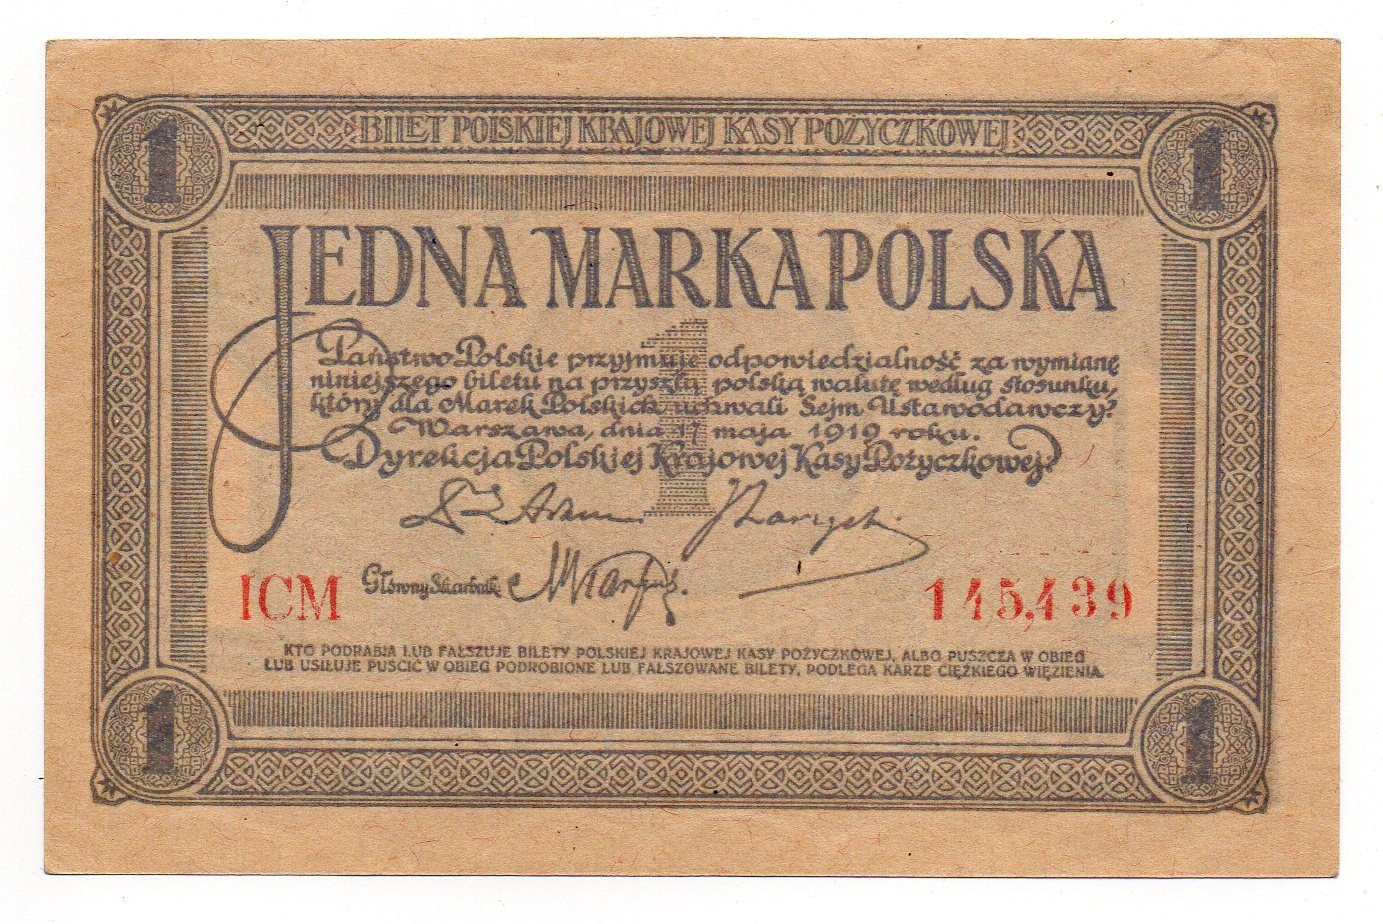 BILET POLSKIEJ KRAJOWEJ KASY POŻYCZKOWEJ
1 1
JEDNA MARKA POLSKA
1
Państwo Polskie przyjmuje odpowiedzialność za wymianę
niniejszego biletu na przyszłą polską walutę według stosunku,
który dla Marek Polskich uchwali Sejm Ustawodawczy.
Warszawa, dnia 17 maja 1919 roku.
Dyrekcja Polskiej Krajowej Kasy Pożyczkowej
ICM Główny Skarbnik 145,439
KTO PODRABIA LUB FAŁSZUJE BILETY POLSKIEJ KRAJOWEJ KASY POŻYCZKOWEJ, ALBO PUSZCZA W OBIEG
LUB USIŁUJE PUŚCIĆ W OBIEG PODROBIONE LUB FAŁSZOWANE BILETY, PODLEGA KARZE CIĘŻKIEGO WIĘZIENIA.
1 1